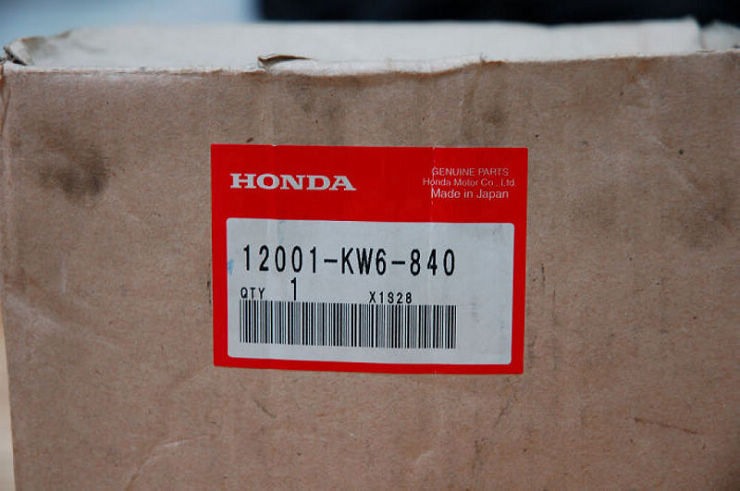 HONDA
GENUINE PARTS
Honda Motor Co., Ltd.
Made in Japan
12001-KW6-840
QTY 1 X1S28